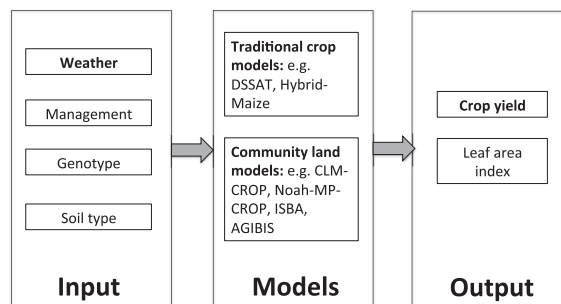 Weather
Management
Genotype
Soil type
Input
Traditional crop
models: e.g.
DSSAT, Hybrid-
Maize
Community land
models: e.g. CLM-
CROP, Noah-MP-
CROP, ISBA,
AGIBIS
Models
Crop yield
Leaf area
index
Output